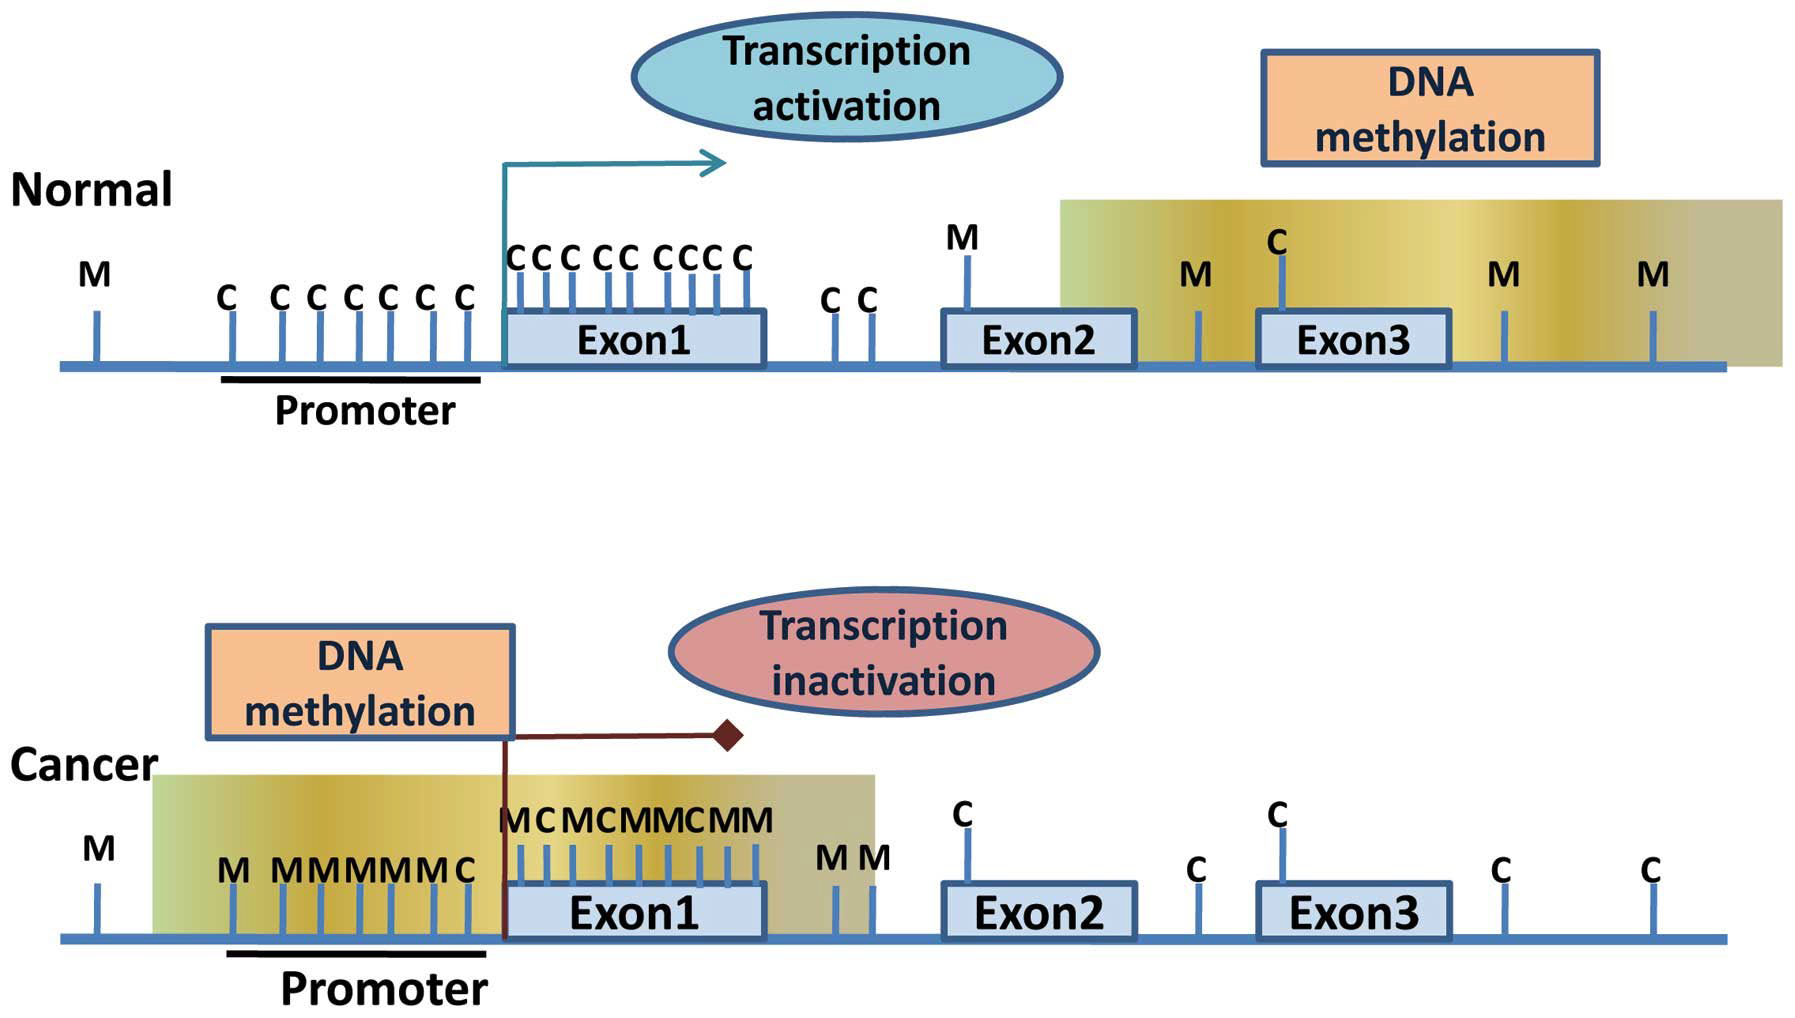 Transcription
activation
DNA
methylation
Normal
M C C C C C C C C C C C C C C C C C C M M C M M
Exon1 Exon2 Exon3
Promoter
DNA
methylation
Transcription
inactivation
Cancer
M M M M M M M C M C M C M M C M M M M C C C C C
Exon1 Exon2 Exon3
Promoter